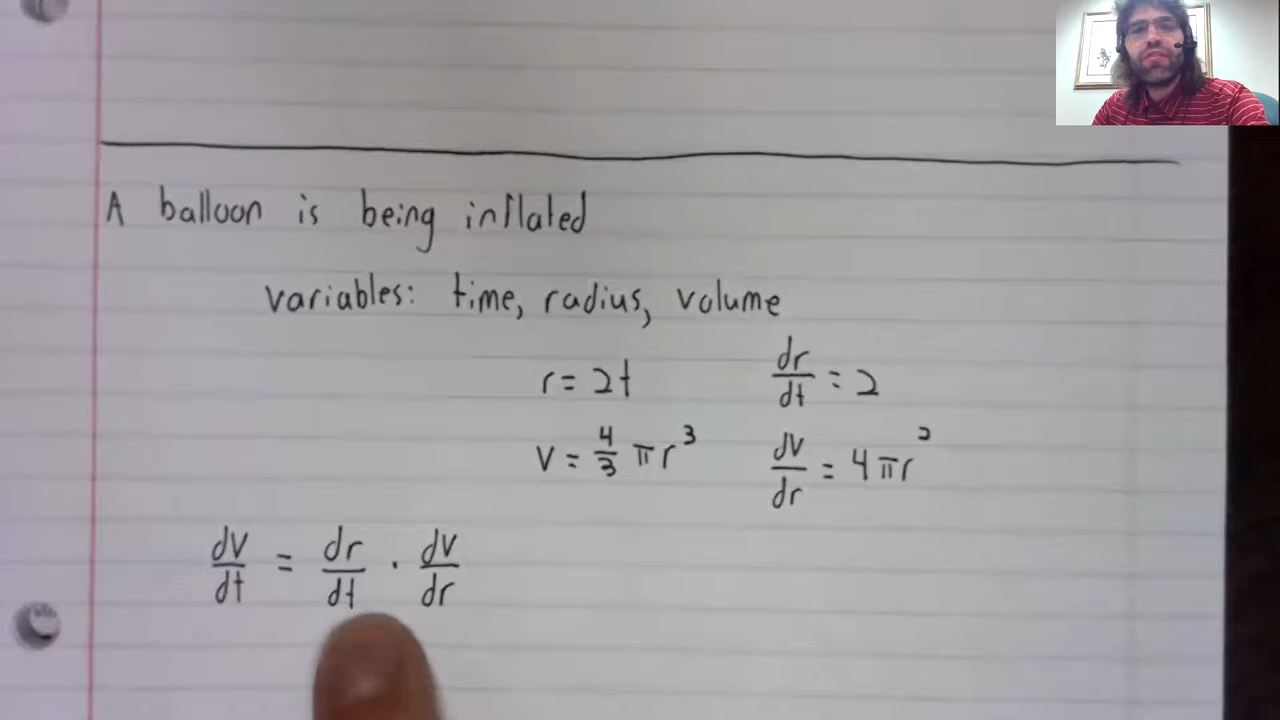 A balloon is being inflated
variables: time, radius, volume
r = 2t dr/dt = 2
V = 4/3 πr³ dV/dr = 4πr²
dV/dt = dr/dt · dV/dr